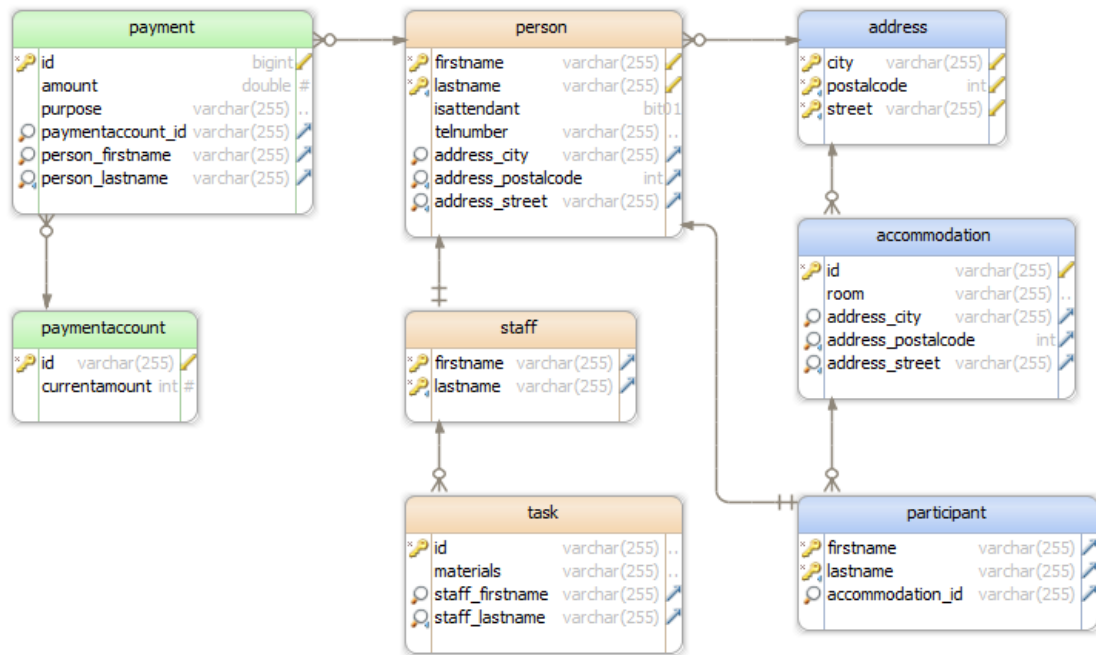 payment
id bigint
amount double #
purpose varchar(255) ..
paymentaccount_id varchar(255)
person_firstname varchar(255)
person_lastname varchar(255)
person
firstname varchar(255)
lastname varchar(255)
isattendant bit01
telnumber varchar(255) ..
address_city varchar(255)
address_postalcode int
address_street varchar(255)
address
city varchar(255)
postalcode int
street varchar(255)
accommodation
id varchar(255)
room varchar(255) ..
address_city varchar(255)
address_postalcode int
address_street varchar(255)
paymentaccount
id varchar(255)
currentamount int #
staff
firstname varchar(255)
lastname varchar(255)
task
id varchar(255) ..
materials varchar(255) ..
staff_firstname varchar(255)
staff_lastname varchar(255)
participant
firstname varchar(255)
lastname varchar(255)
accommodation_id varchar(255)